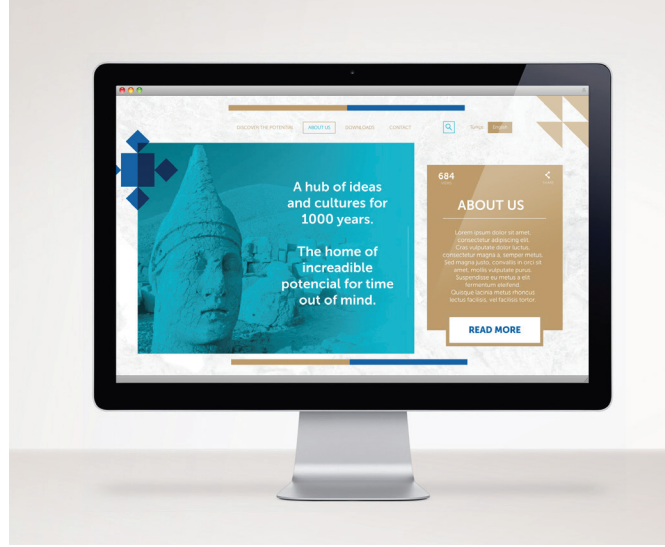 DISCOVER THE POTENTIAL ABOUT US DOWNLOADS CONTACT Türkçe English
A hub of ideas
and cultures for
1000 years.
The home of
increadible
potencial for time
out of mind.
684
ABOUT US
Lorem ipsum dolor sit amet,
consectetur adipiscing elit.
Cras vulputate dolor luctus,
consectetur magna a, semper metus.
Sed magna justo, convallis in orci sit
amet, mollis vulputate purus.
Suspendisse eu metus a elit
fermentum eleifend.
Quisque lacinia metus rhoncus
lectus facilisis, vel facilisis tortor.
READ MORE